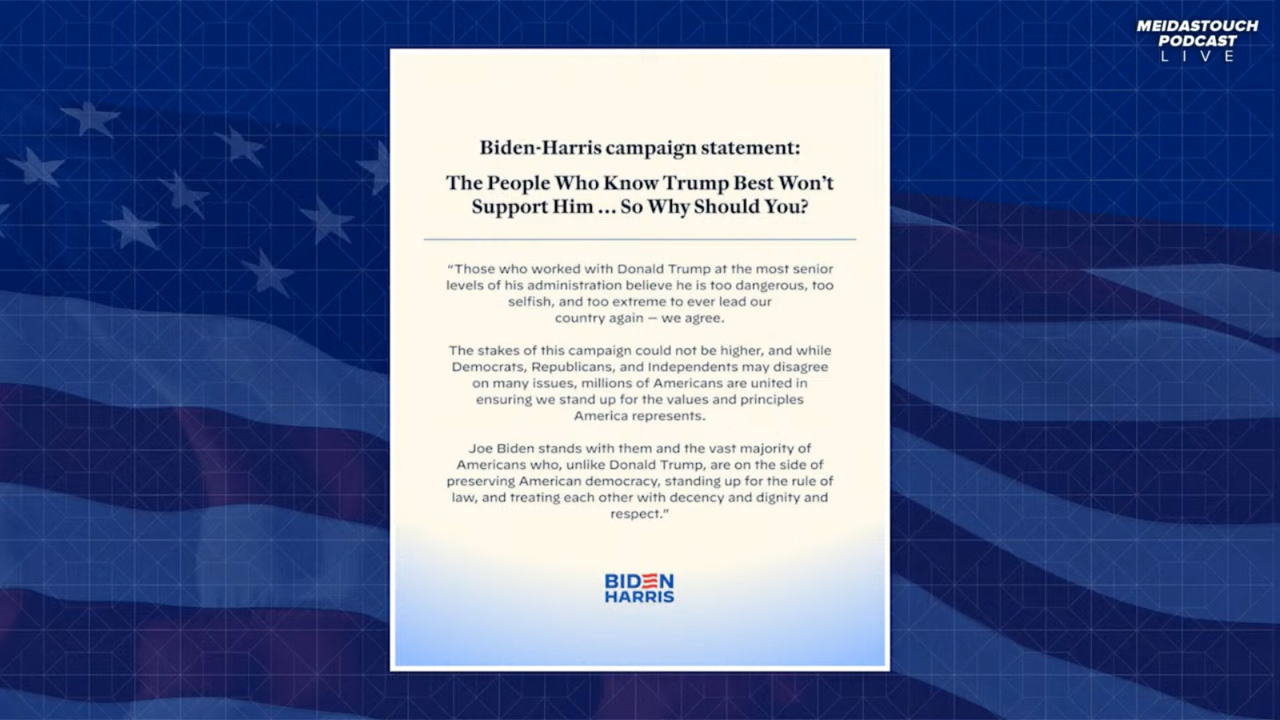 MEIDASTOUCH
PODCAST
LIVE
Biden-Harris campaign statement:
The People Who Know Trump Best Won't
Support Him ... So Why Should You?
“Those who worked with Donald Trump at the most senior
levels of his administration believe he is too dangerous, too
selfish, and too extreme to ever lead our
country again – we agree.
The stakes of this campaign could not be higher, and while
Democrats, Republicans, and Independents may disagree
on many issues, millions of Americans are united in
ensuring we stand up for the values and principles
America represents.
Joe Biden stands with them and the vast majority of
Americans who, unlike Donald Trump, are on the side of
preserving American democracy, standing up for the rule of
law, and treating each other with decency and dignity and
respect.”
BIDEN
HARRIS